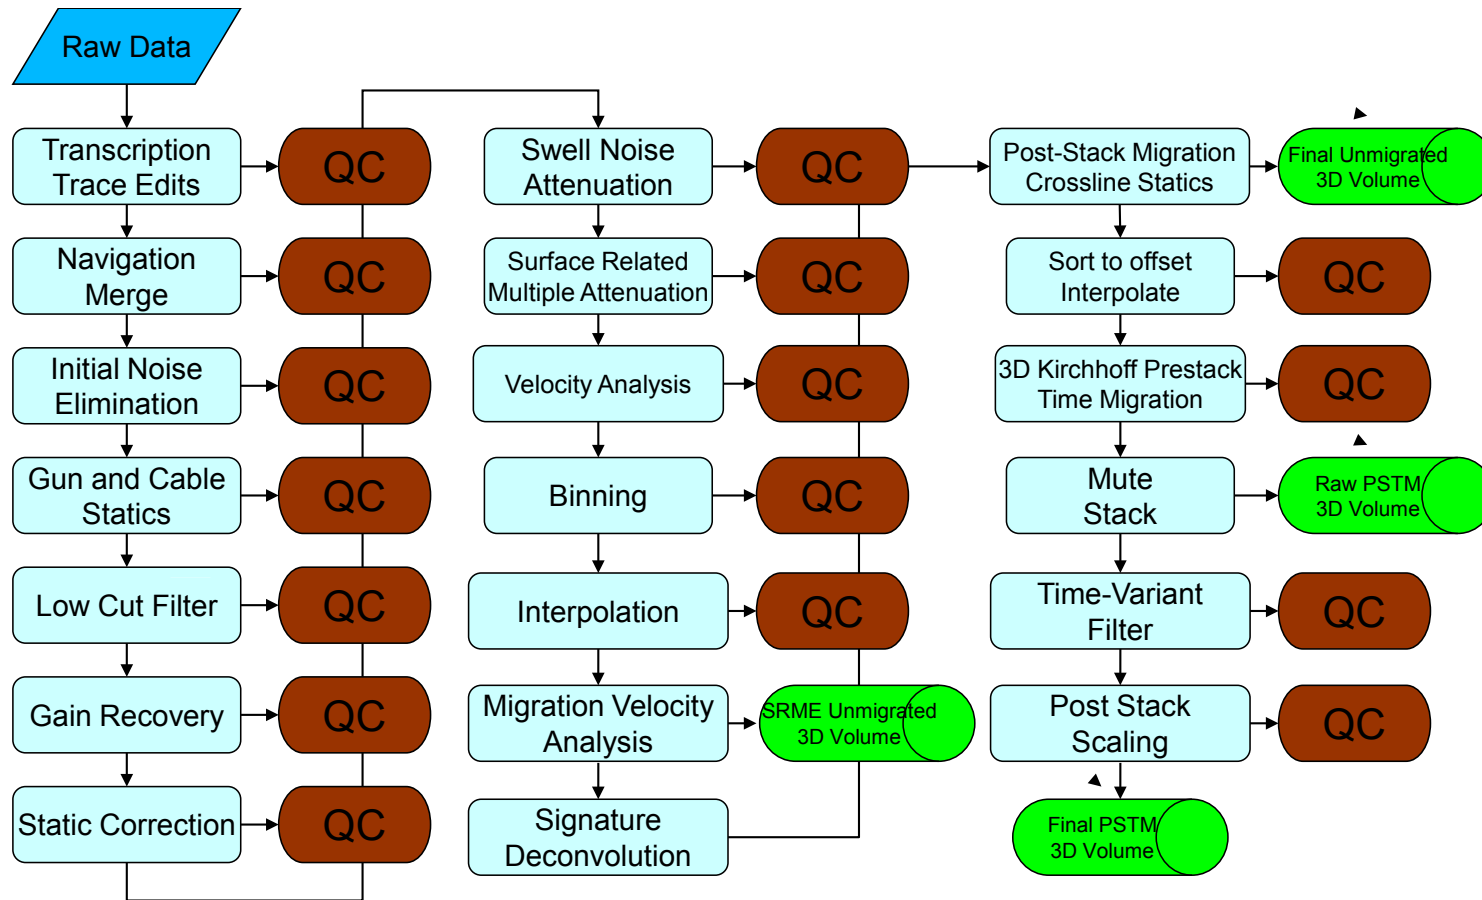 Raw Data
Transcription
Trace Edits
QC
Navigation
Merge
QC
Initial Noise
Elimination
QC
Gun and Cable
Statics
QC
Low Cut Filter
QC
Gain Recovery
QC
Static Correction
QC
Swell Noise
Attenuation
QC
Surface Related
Multiple Attenuation
QC
Velocity Analysis
QC
Binning
QC
Interpolation
QC
Migration Velocity
Analysis
SRME Unmigrated
3D Volume
Signature
Deconvolution
Post-Stack Migration
Crossline Statics
Final Unmigrated
3D Volume
Sort to offset
Interpolate
QC
3D Kirchhoff Prestack
Time Migration
QC
Mute
Stack
Raw PSTM
3D Volume
Time-Variant
Filter
QC
Post Stack
Scaling
QC
Final PSTM
3D Volume